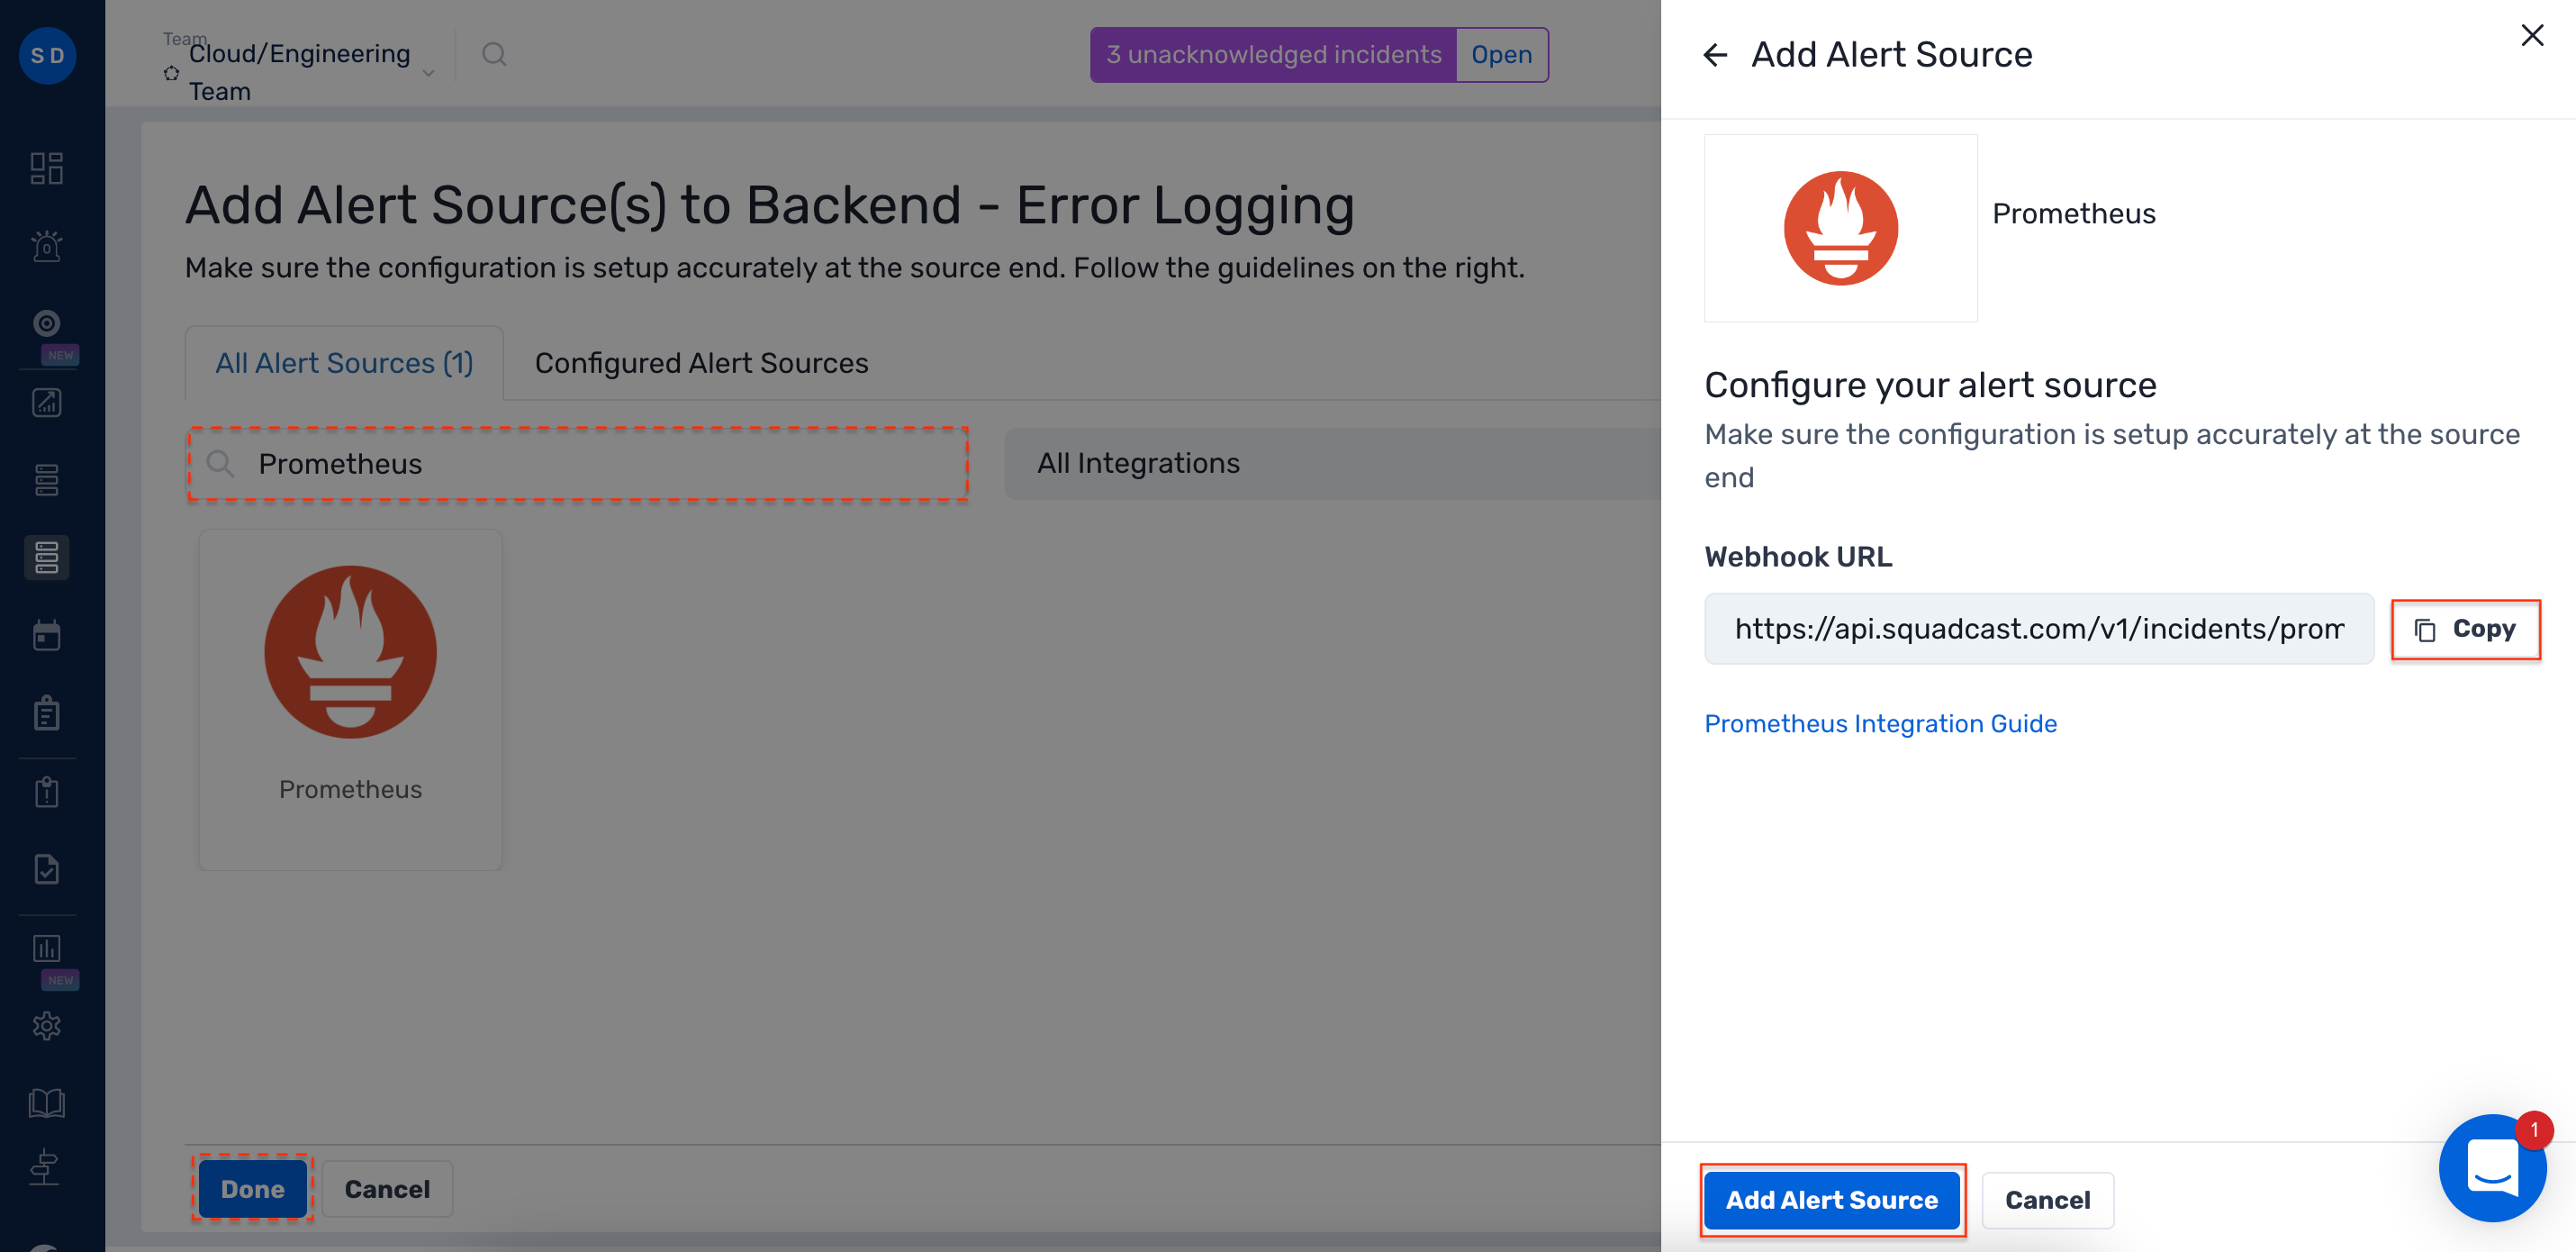 S D
Team
Cloud/Engineering
Team
3 unacknowledged incidents
Open
Add Alert Source(s) to Backend - Error Logging
Make sure the configuration is setup accurately at the source end. Follow the guidelines on the right.
All Alert Sources (1)
Configured Alert Sources
Prometheus
All Integrations
Prometheus
Done
Cancel
0
NEW
NEW
Add Alert Source
Prometheus
Configure your alert source
Make sure the configuration is setup accurately at the source
end
Webhook URL
https://api.squadcast.com/v1/incidents/prom
Copy
Prometheus Integration Guide
Add Alert Source
Cancel
1